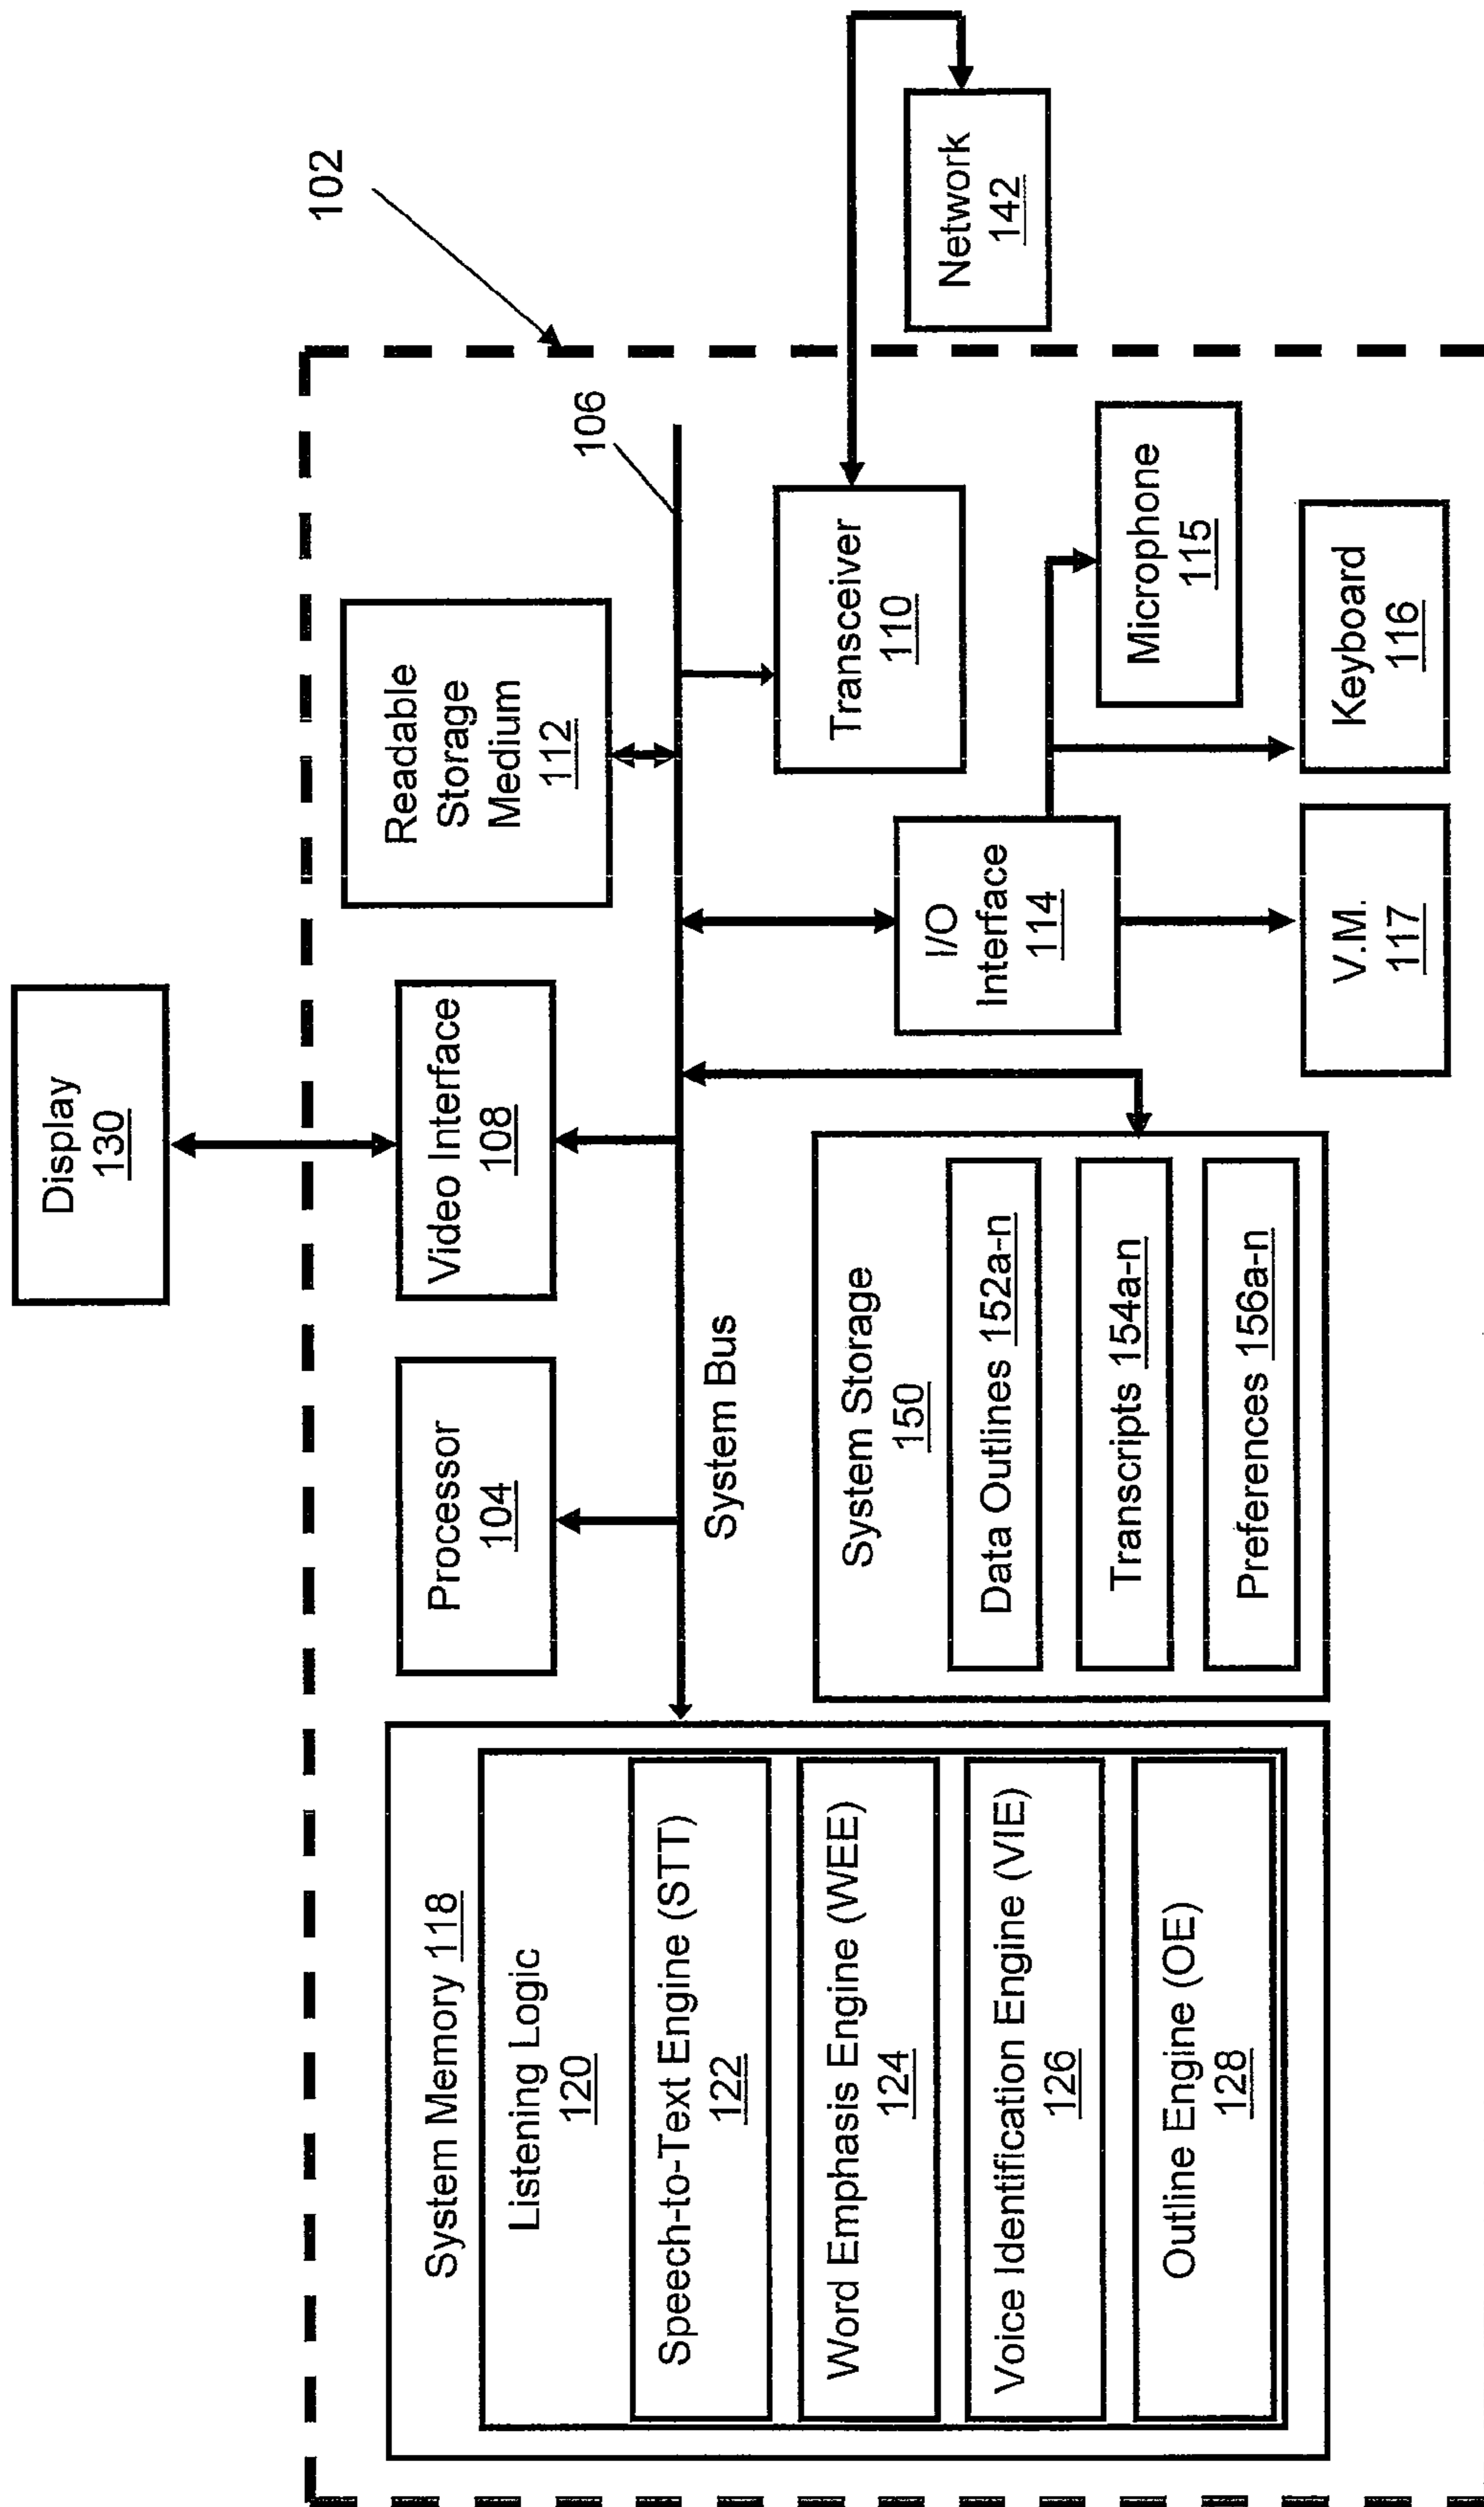 Display
130
102
Processor
104
Video Interface
108
Readable
Storage
Medium
112
106
System Bus
System Memory 118
Listening Logic
120
Speech-to-Text Engine (STT)
122
Word Emphasis Engine (WEE)
124
Voice Identification Engine (VIE)
126
Outline Engine (OE)
128
System Storage
150
Data Outlines 152a-n
Transcripts 154a-n
Preferences 156a-n
I/O
Interface
114
Transceiver
110
Network
142
Microphone
115
V.M.
117
Keyboard
116